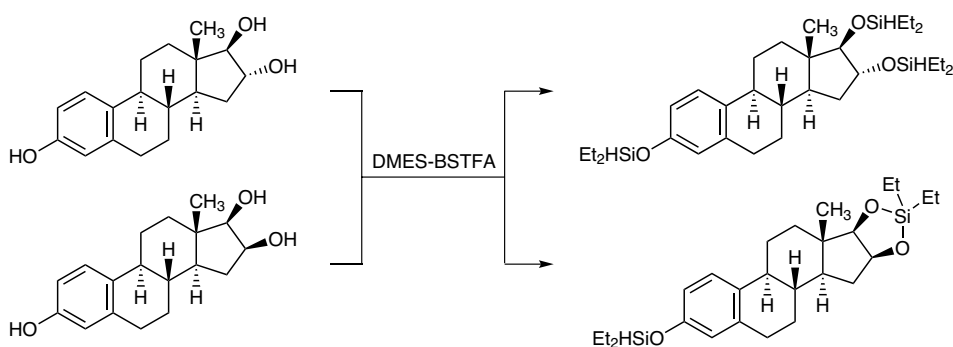 CH3
OH
OH
H
H
H
HO
CH3
OH
OH
H
H
H
HO
DMES-BSTFA
CH3
OSiHEt2
OSiHEt2
H
H
H
Et2HSiO
Et
Et
CH3
O
Si
O
H
H
H
Et2HSiO